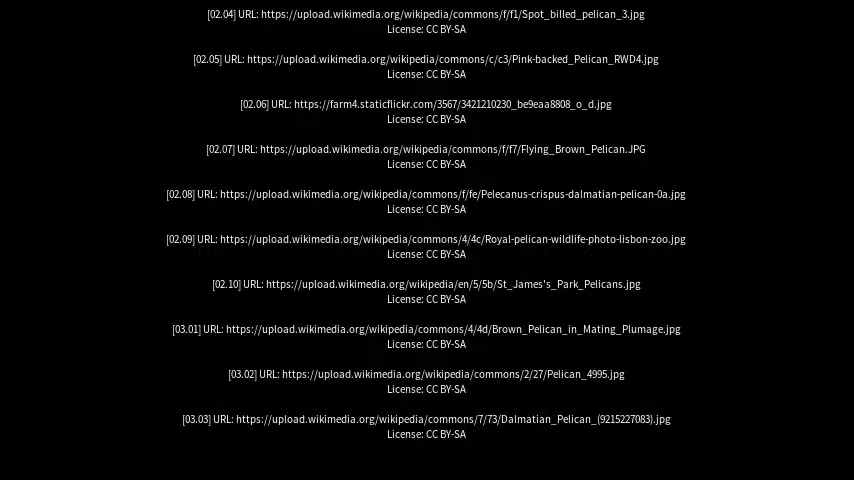 [02.04] URL: https://upload.wikimedia.org/wikipedia/commons/f/f1/Spot_billed_pelican_3.jpg
License: CC BY-SA
[02.05] URL: https://upload.wikimedia.org/wikipedia/commons/c/c3/Pink-backed_Pelican_RWD4.jpg
License: CC BY-SA
[02.06] URL: https://farm4.staticflickr.com/3567/3421210230_be9eaa8808_o_d.jpg
License: CC BY-SA
[02.07] URL: https://upload.wikimedia.org/wikipedia/commons/f/f7/Flying_Brown_Pelican.JPG
License: CC BY-SA
[02.08] URL: https://upload.wikimedia.org/wikipedia/commons/f/fe/Pelecanus-crispus-dalmatian-pelican-0a.jpg
License: CC BY-SA
[02.09] URL: https://upload.wikimedia.org/wikipedia/commons/4/4c/Royal-pelican-wildlife-photo-lisbon-zoo.jpg
License: CC BY-SA
[02.10] URL: https://upload.wikimedia.org/wikipedia/en/5/5b/St_James's_Park_Pelicans.jpg
License: CC BY-SA
[03.01] URL: https://upload.wikimedia.org/wikipedia/commons/4/4d/Brown_Pelican_in_Mating_Plumage.jpg
License: CC BY-SA
[03.02] URL: https://upload.wikimedia.org/wikipedia/commons/2/27/Pelican_4995.jpg
License: CC BY-SA
[03.03] URL: https://upload.wikimedia.org/wikipedia/commons/7/73/Dalmatian_Pelican_(9215227083).jpg
License: CC BY-SA